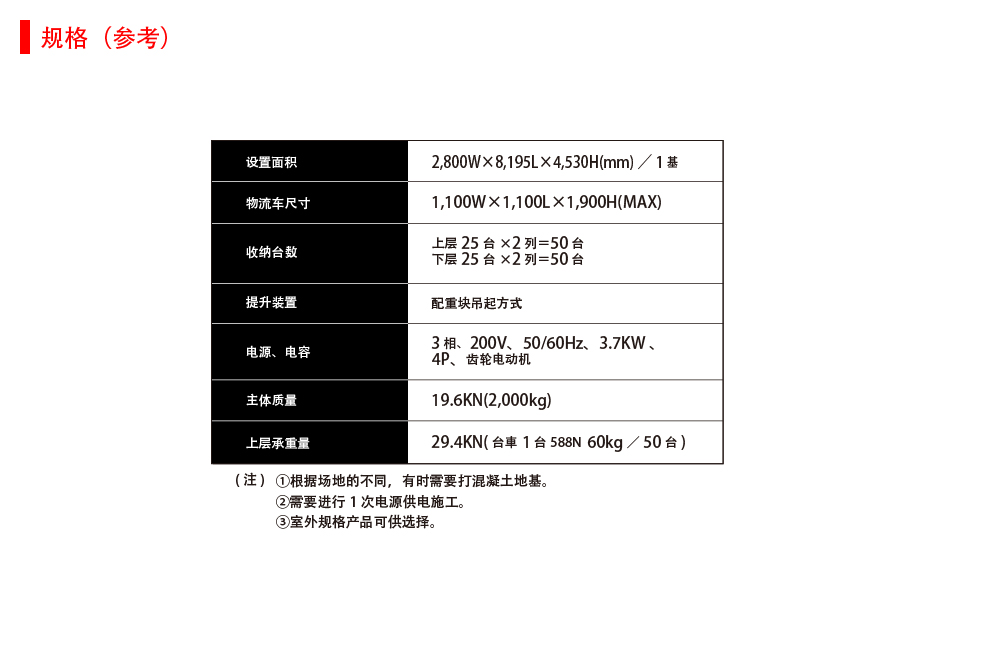 规格（参考）
设置面积 2,800W×8,195L×4,530H(mm)／1 基
物流车尺寸 1,100W×1,100L×1,900H(MAX)
收纳台数 上层 25 台 ×2 列＝50 台
下层 25 台 ×2 列＝50 台
提升装置 配重块吊起方式
电源、电容 3 相、200V、50/60Hz、3.7KW 、
4P、齿轮电动机
主体质量 19.6KN(2,000kg)
上层承重量 29.4KN( 台車 1 台 588N 60kg ／ 50 台 )
( 注 ) ①根据场地的不同，有时需要打混凝土地基。
②需要进行 1 次电源供电施工。
③室外规格产品可供选择。